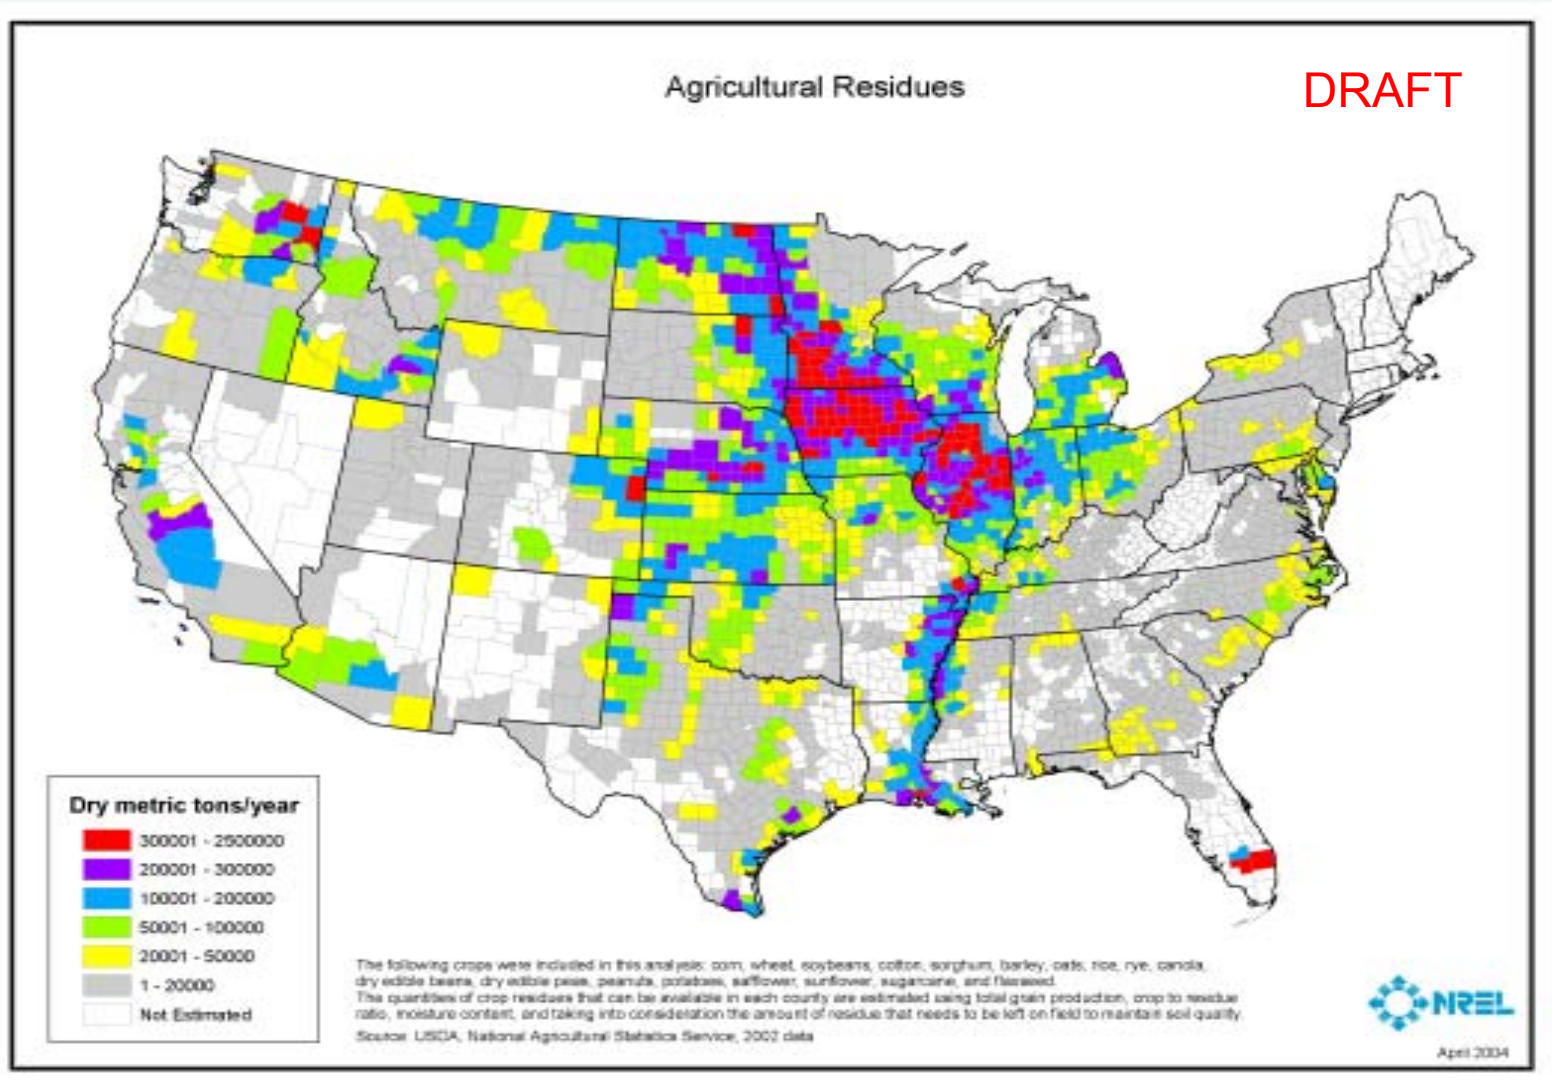 Agricultural Residues
DRAFT
Dry metric tons/year
300001 - 2500000
200001 - 300000
100001 - 200000
50001 - 100000
20001 - 50000
1 - 20000
Not Estimated
The following crops were included in this analysis: corn, wheat, soybeans, cotton, sorghum, barley, oats, rice, rye, canola,
dry edible beans, dry edible peas, peanuts, potatoes, safflower, sunflower, sugarcane, and flaxseed.
The quantities of crop residues that can be available in each county are estimated using total grain production, crop to residue
ratio, moisture content, and taking into consideration the amount of residue that needs to be left on field to maintain soil quality.
Source: USDA, National Agricultural Statistics Service, 2002 data
NREL
April 2004